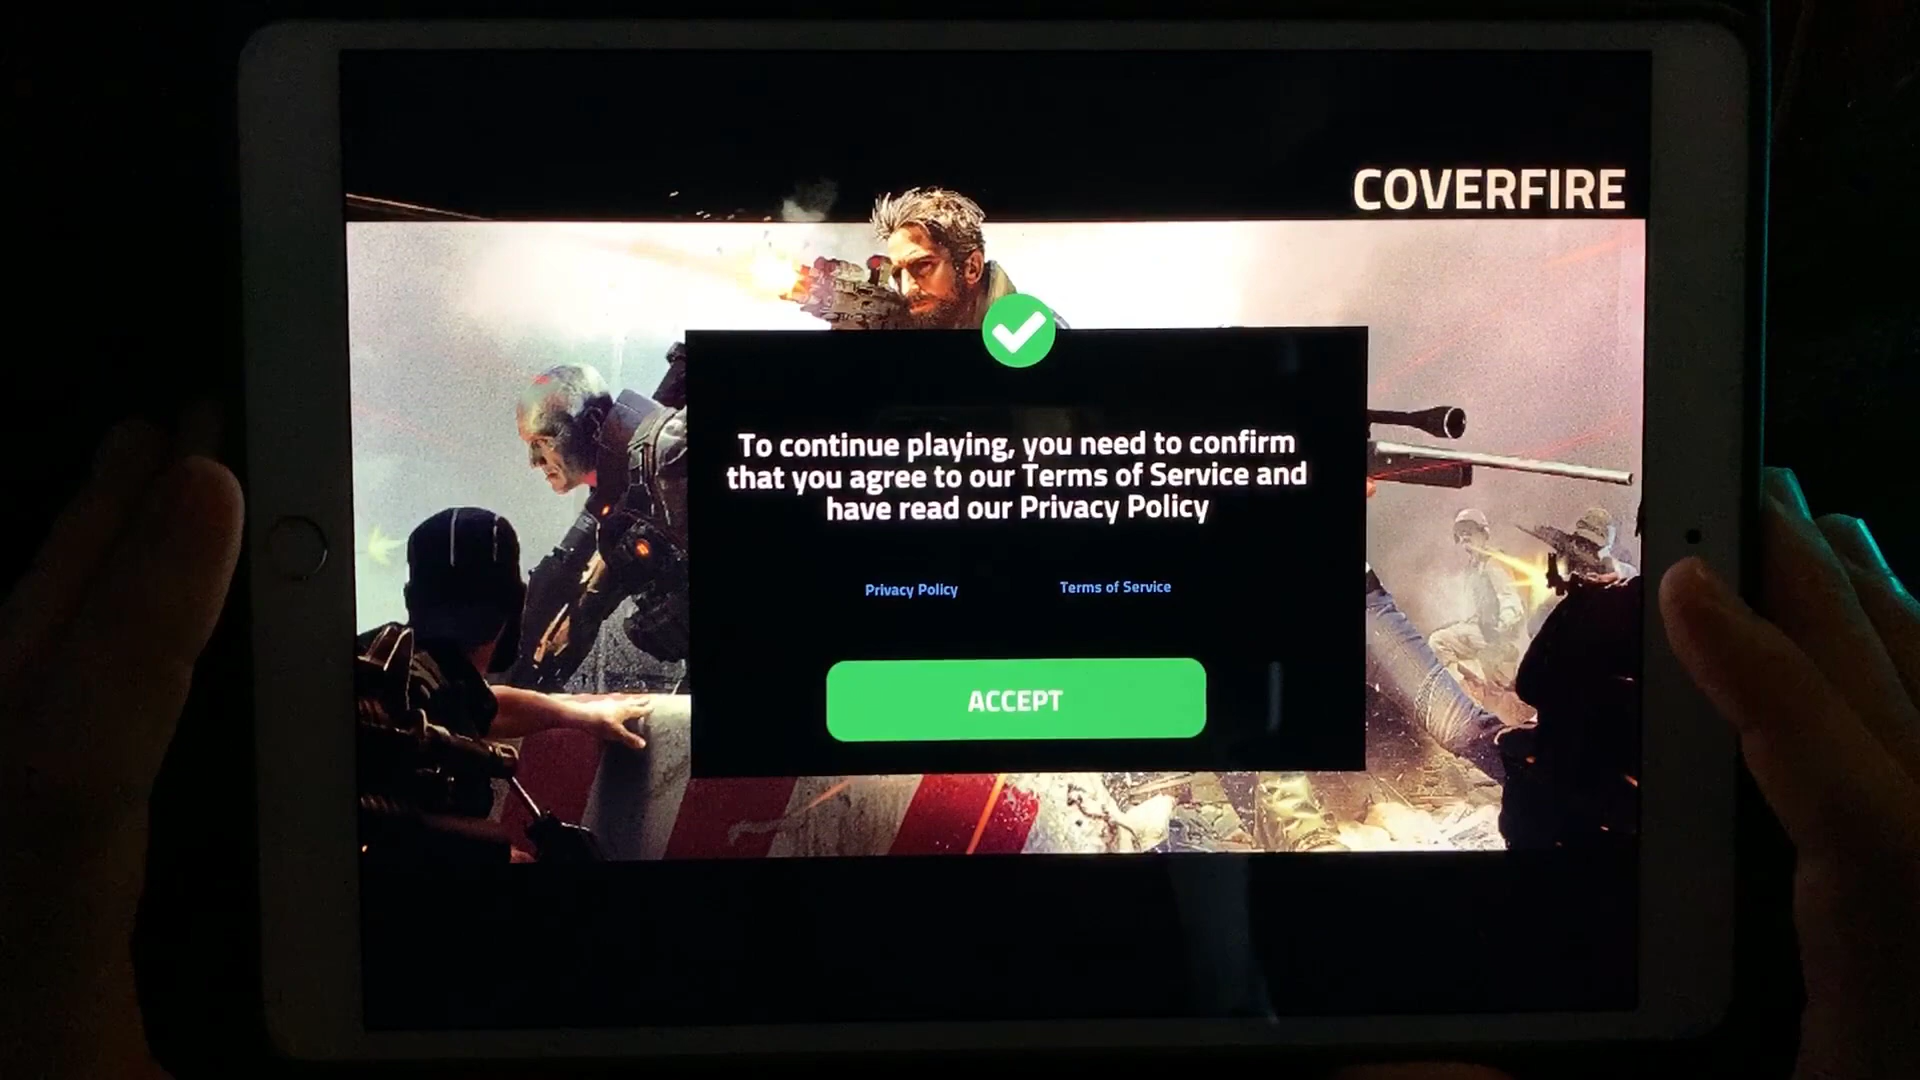 COVERFIRE
To continue playing, you need to confirm
that you agree to our Terms of Service and
have read our Privacy Policy
Privacy Policy
Terms of Service
ACCEPT